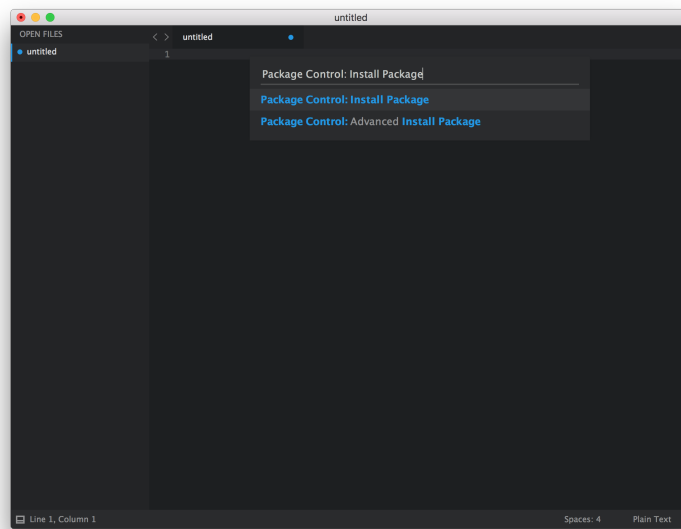 untitled
OPEN FILES
untitled
untitled
1
Package Control: Install Package
Package Control: Install Package
Package Control: Advanced Install Package
Line 1, Column 1
Spaces: 4
Plain Text